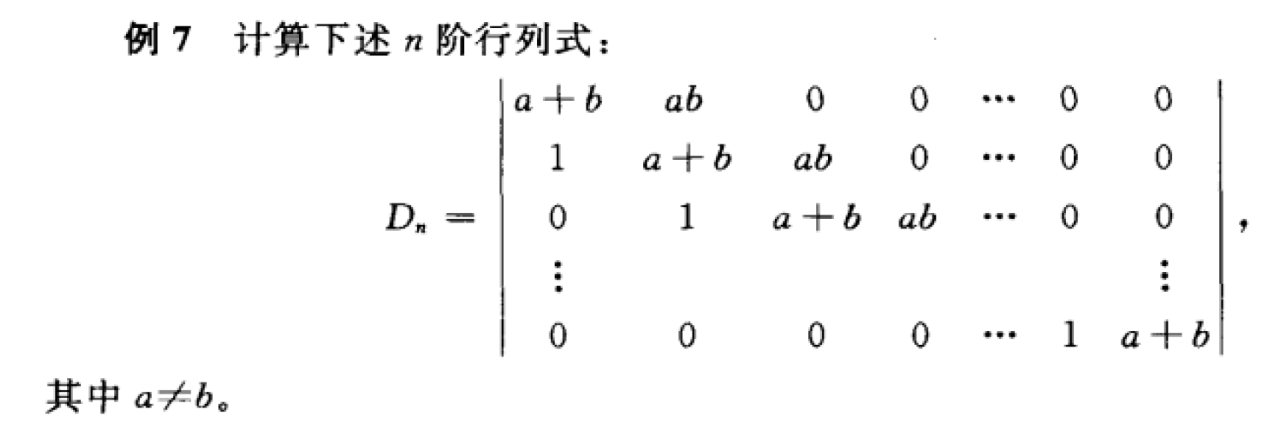 例 7 计算下述 n 阶行列式：
a＋b ab 0 0 … 0 0
1 a＋b ab 0 … 0 0
Dₙ = 0 1 a＋b ab … 0 0 ，
⋮ ⋮
0 0 0 0 … 1 a＋b
其中 a≠b。